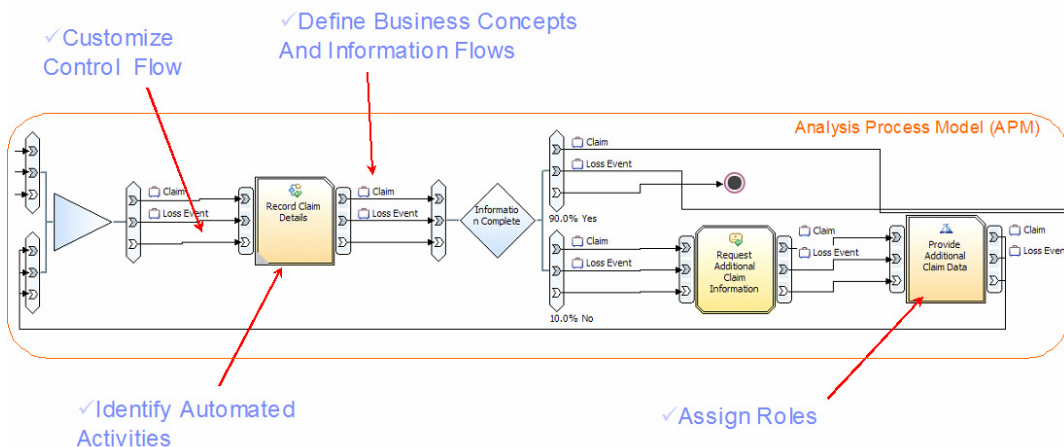 ✓Define Business Concepts
And Information Flows
✓Customize
Control Flow
Analysis Process Model (APM)
Claim
Loss Event
Record Claim
Details
Claim
Loss Event
Informatio
n Complete
Claim
Loss Event
90.0% Yes
Claim
Loss Event
10.0% No
Request
Additional
Claim
Information
Claim
Loss Event
Provide
Additional
Claim Data
Claim
Loss Event
✓Identify Automated
Activities
✓Assign Roles